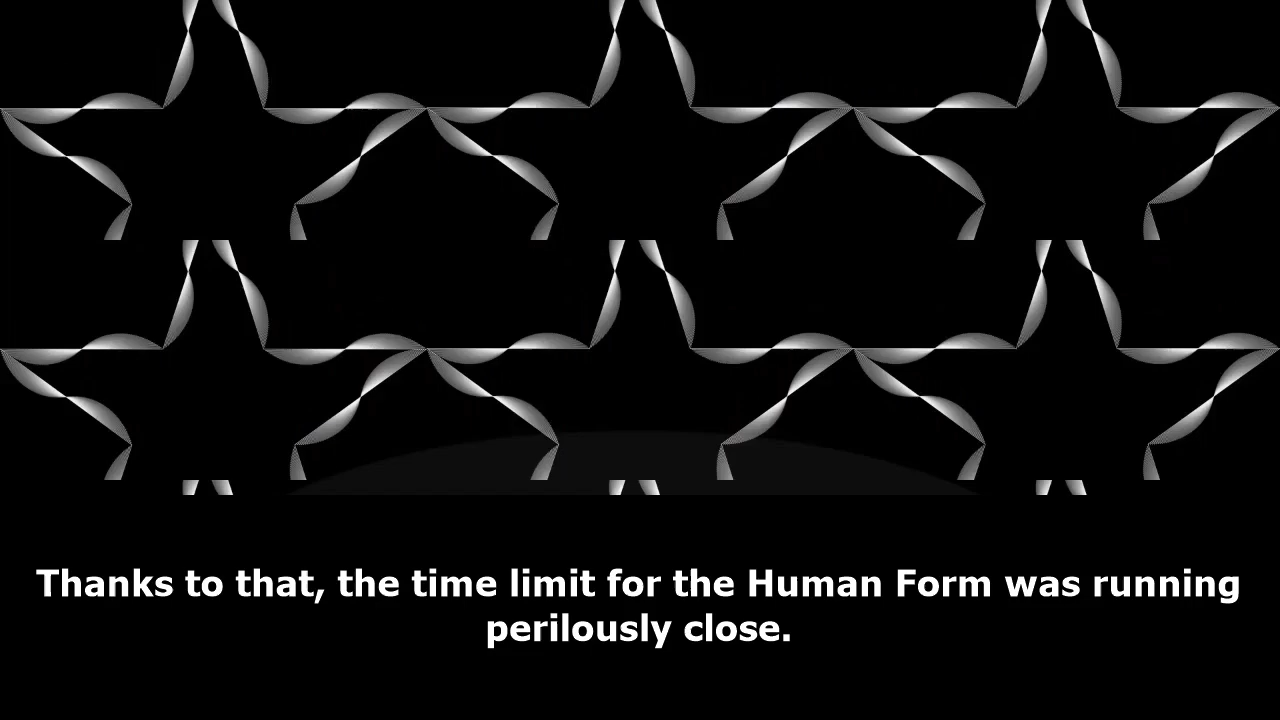 Thanks to that, the time limit for the Human Form was running
perilously close.